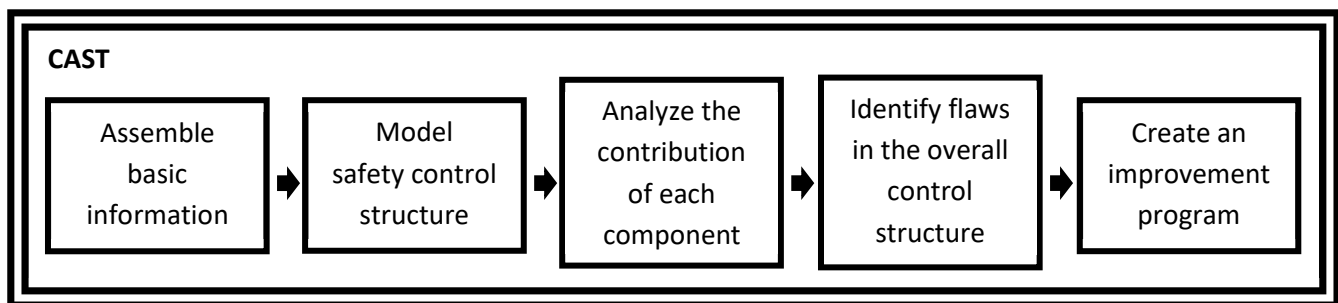 CAST
Assemble
basic
information
Model
safety control
structure
Analyze the
contribution
of each
component
Identify flaws
in the overall
control
structure
Create an
improvement
program